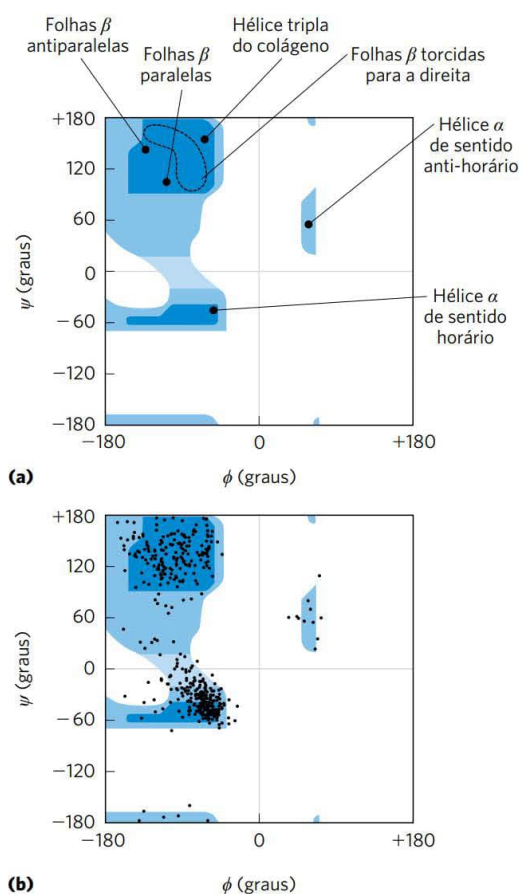 Folhas β
antiparalelas
Folhas β
paralelas
Hélice tripla
do colágeno
Folhas β torcidas
para a direita
Hélice α
de sentido
anti-horário
+180
120
60
0
−60
−120
−180
ψ (graus)
Hélice α
de sentido
horário
−180
0
+180
(a)
ϕ (graus)
+180
120
60
0
−60
−120
−180
ψ (graus)
−180
0
+180
(b)
ϕ (graus)